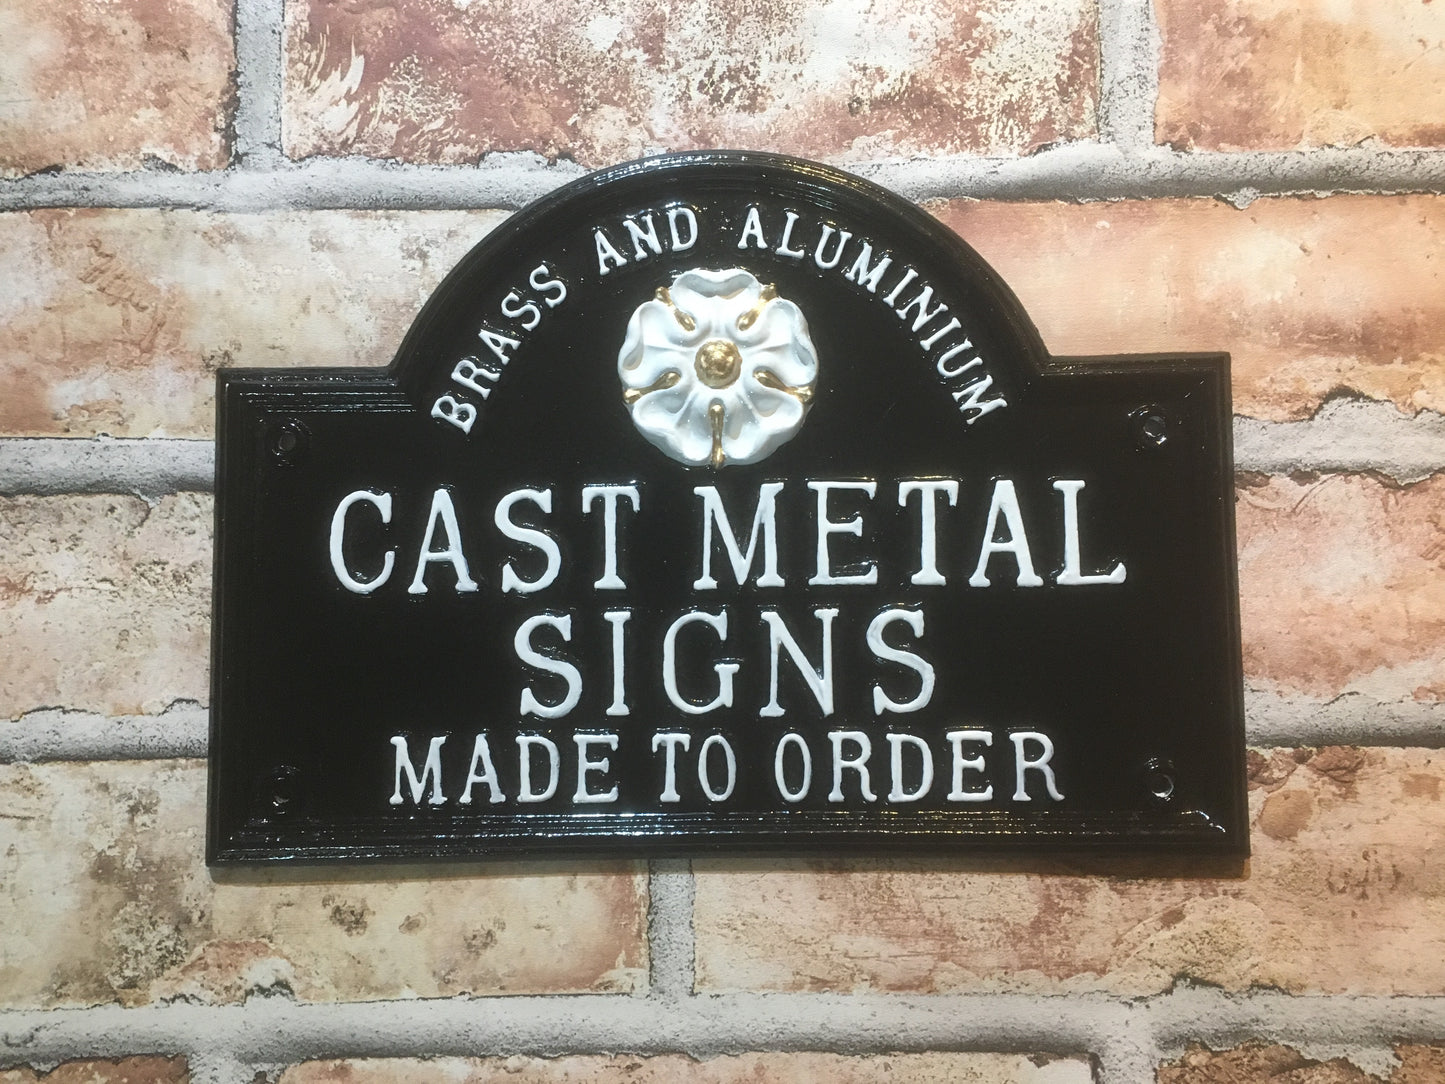 BRASS AND ALUMINIUM
CAST METAL
SIGNS
MADE TO ORDER